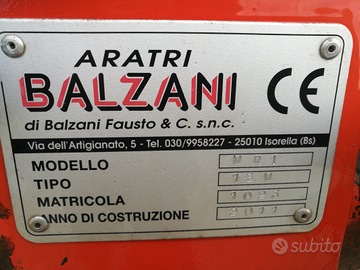 ARATRI
BALZANI
CE
di Balzani Fausto & C. s.n.c.
Via dell'Artigianato, 5 - Tel. 030/9958227 - 25010 Isorella (Bs)
MODELLO
TIPO
MATRICOLA
ANNO DI COSTRUZIONE 2011
subito